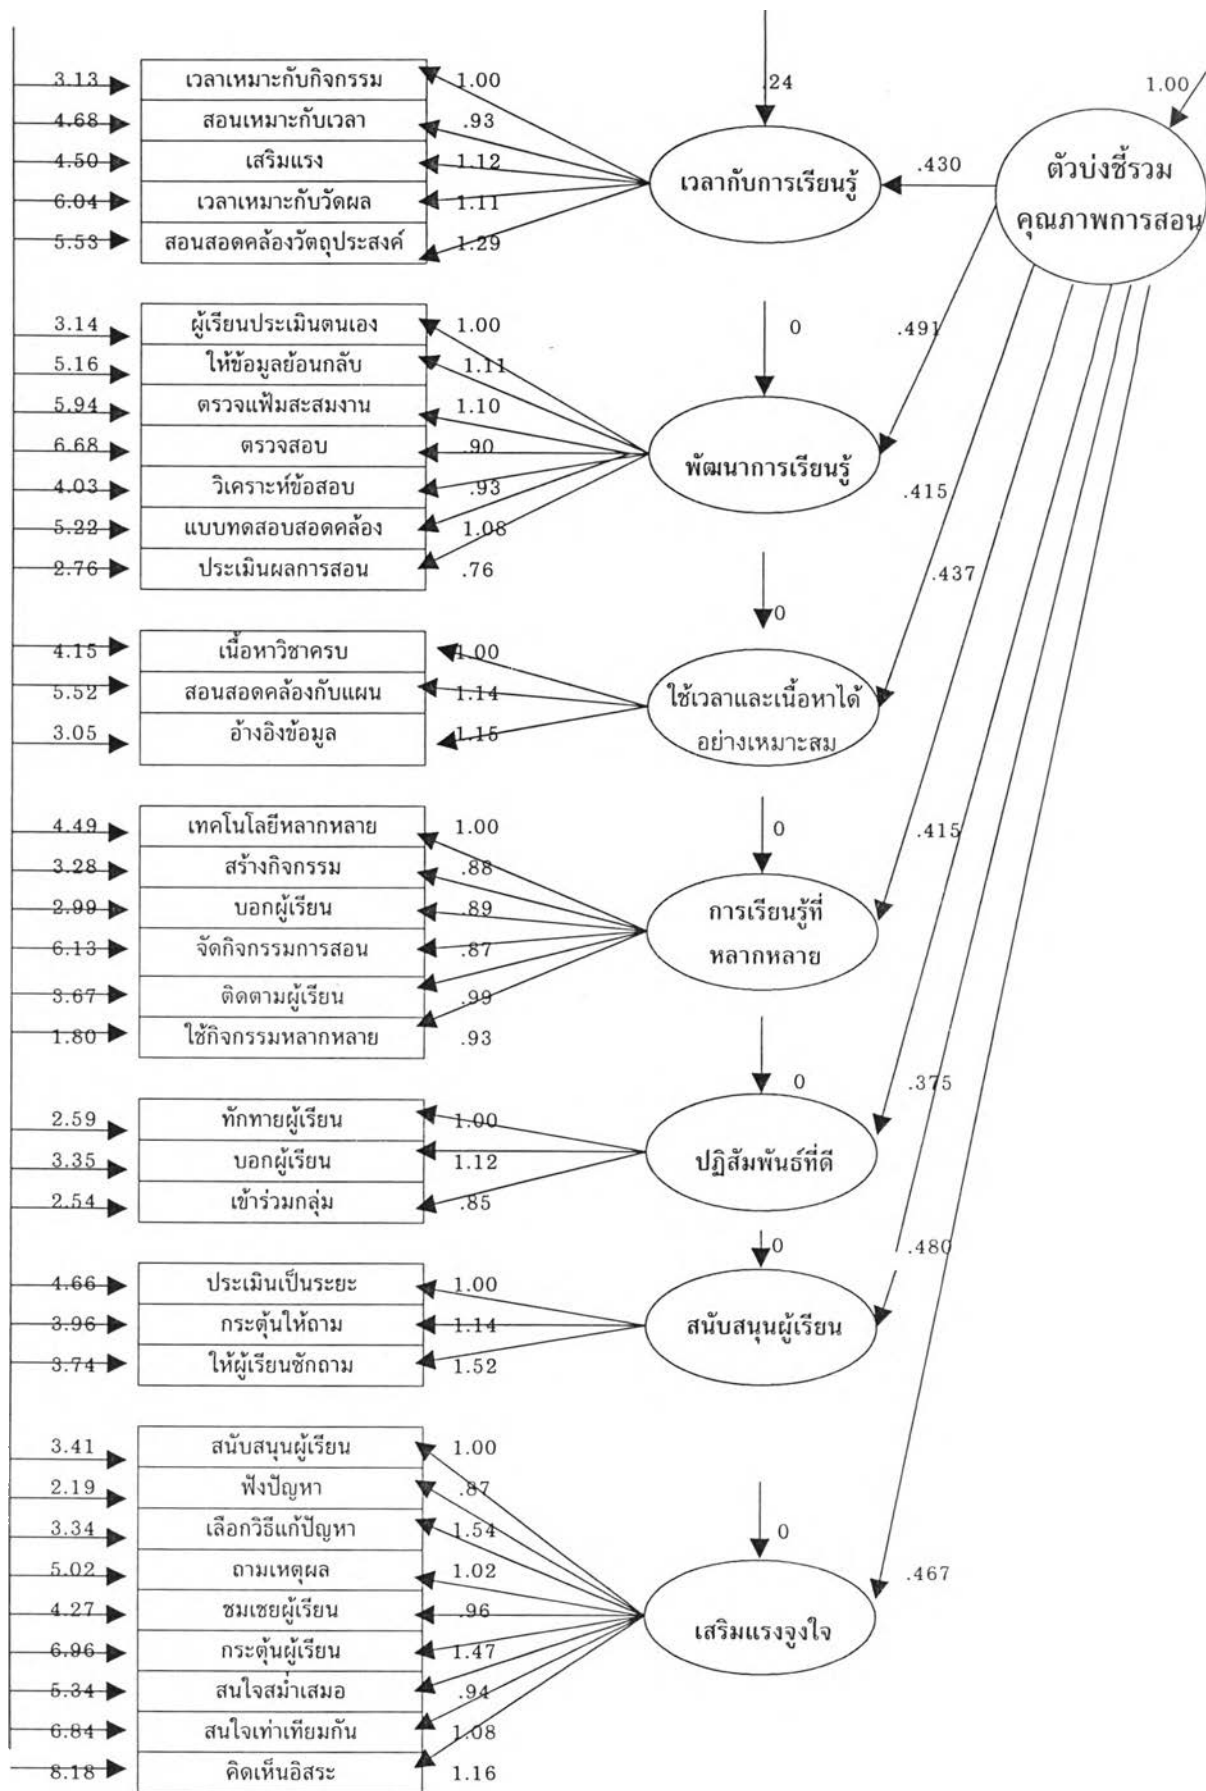 3.13 เวลาเหมาะกับกิจกรรม 1.00
4.68 สอนเหมาะกับเวลา .93
4.50 เสริมแรง 1.12
6.04 เวลาเหมาะกับวัดผล 1.11
5.53 สอนสอดคล้องวัตถุประสงค์ 1.29
.24
เวลากับการเรียนรู้
.430
1.00
ตัวบ่งชี้รวม
คุณภาพการสอน
3.14 ผู้เรียนประเมินตนเอง 1.00
5.16 ให้ข้อมูลย้อนกลับ 1.11
5.94 ตรวจแฟ้มสะสมงาน 1.10
6.68 ตรวจสอบ .90
4.03 วิเคราะห์ข้อสอบ .93
5.22 แบบทดสอบสอดคล้อง 1.08
2.76 ประเมินผลการสอน .76
0
พัฒนาการเรียนรู้
.491
4.15 เนื้อหาวิชาครบ 1.00
5.52 สอนสอดคล้องกับแผน 1.14
3.05 อ้างอิงข้อมูล 1.15
0
ใช้เวลาและเนื้อหาได้
อย่างเหมาะสม
.415
4.49 เทคโนโลยีหลากหลาย 1.00
3.28 สร้างกิจกรรม .88
2.99 บอกผู้เรียน .89
6.13 จัดกิจกรรมการสอน .87
3.67 ติดตามผู้เรียน .99
1.80 ใช้กิจกรรมหลากหลาย .93
0
การเรียนรู้ที่
หลากหลาย
.437
2.59 ทักทายผู้เรียน 1.00
3.35 บอกผู้เรียน 1.12
2.54 เข้าร่วมกลุ่ม .85
0
ปฏิสัมพันธ์ที่ดี
.415
4.66 ประเมินเป็นระยะ 1.00
3.96 กระตุ้นให้ถาม 1.14
3.74 ให้ผู้เรียนซักถาม 1.52
0
สนับสนุนผู้เรียน
.375
.480
3.41 สนับสนุนผู้เรียน 1.00
2.19 ฟังปัญหา .87
3.34 เลือกวิธีแก้ปัญหา 1.54
5.02 ถามเหตุผล 1.02
4.27 ชมเชยผู้เรียน .96
6.96 กระตุ้นผู้เรียน 1.47
5.34 สนใจสม่ำเสมอ .94
6.84 สนใจเท่าเทียมกัน 1.08
8.18 คิดเห็นอิสระ 1.16
0
เสริมแรงจูงใจ
.467